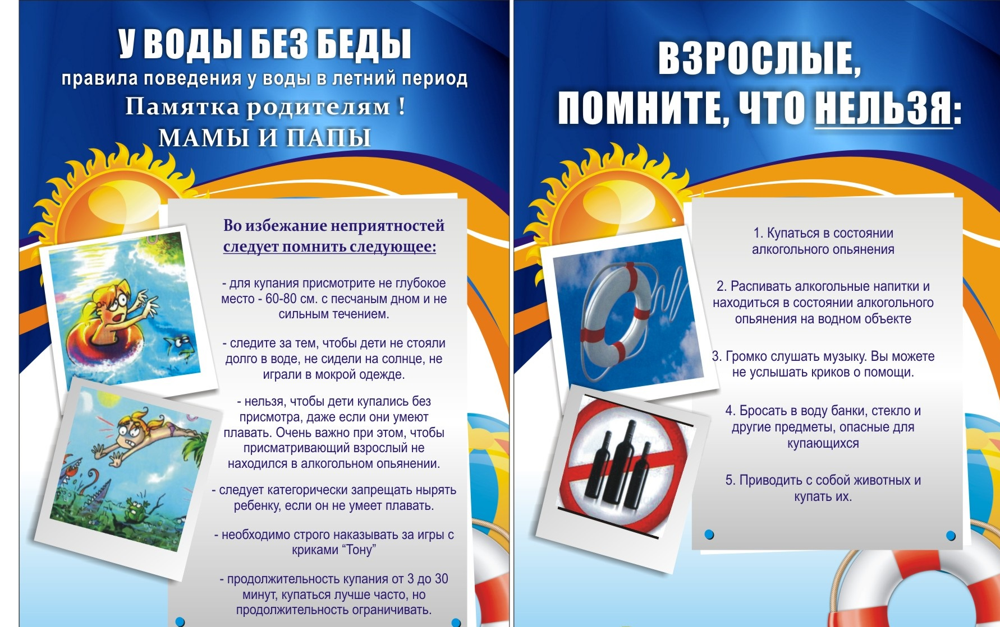 У ВОДЫ БЕЗ БЕДЫ
правила поведения у воды в летний период
Памятка родителям !
МАМЫ И ПАПЫ
Во избежание неприятностей
следует помнить следующее:
- для купания присмотрите не глубокое
место - 60-80 см. с песчаным дном и не
сильным течением.
- следите за тем, чтобы дети не стояли
долго в воде, не сидели на солнце, не
играли в мокрой одежде.
- нельзя, чтобы дети купались без
присмотра, даже если они умеют
плавать. Очень важно при этом, чтобы
присматривающий взрослый не
находился в алкогольном опьянении.
- следует категорически запрещать нырять
ребенку, если он не умеет плавать.
- необходимо строго наказывать за игры с
криками “Тону”
- продолжительность купания от 3 до 30
минут, купаться лучше часто, но
продолжительность ограничивать.
ВЗРОСЛЫЕ,
ПОМНИТЕ, ЧТО НЕЛЬЗЯ:
1. Купаться в состоянии
алкогольного опьянения
2. Распивать алкогольные напитки и
находиться в состоянии алкогольного
опьянения на водном объекте
3. Громко слушать музыку. Вы можете
не услышать криков о помощи.
4. Бросать в воду банки, стекло и
другие предметы, опасные для
купающихся
5. Приводить с собой животных и
купать их.